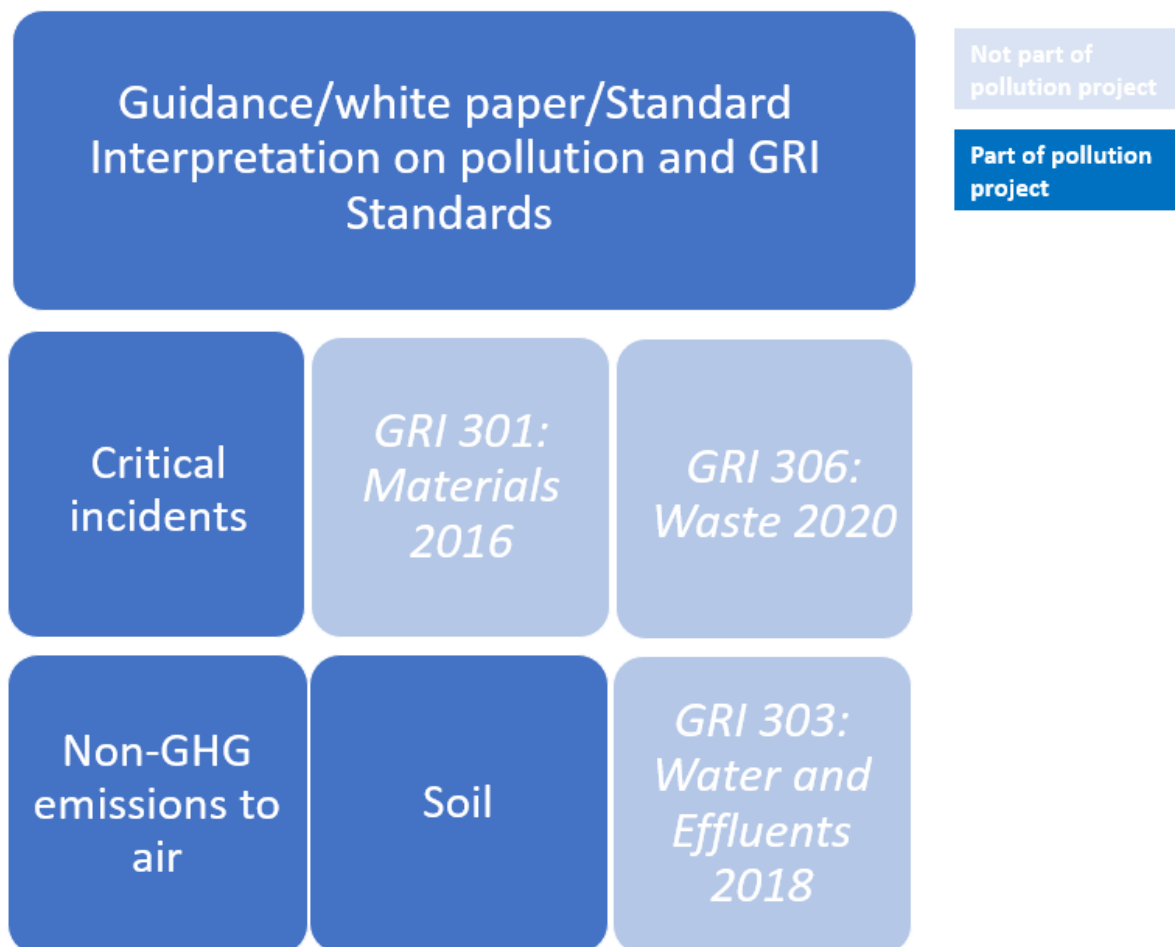 Guidance/white paper/Standard
Interpretation on pollution and GRI
Standards
Not part of
pollution project
Part of pollution
project
Critical
incidents
GRI 301:
Materials
2016
GRI 306:
Waste 2020
Non-GHG
emissions to
air
Soil
GRI 303:
Water and
Effluents
2018